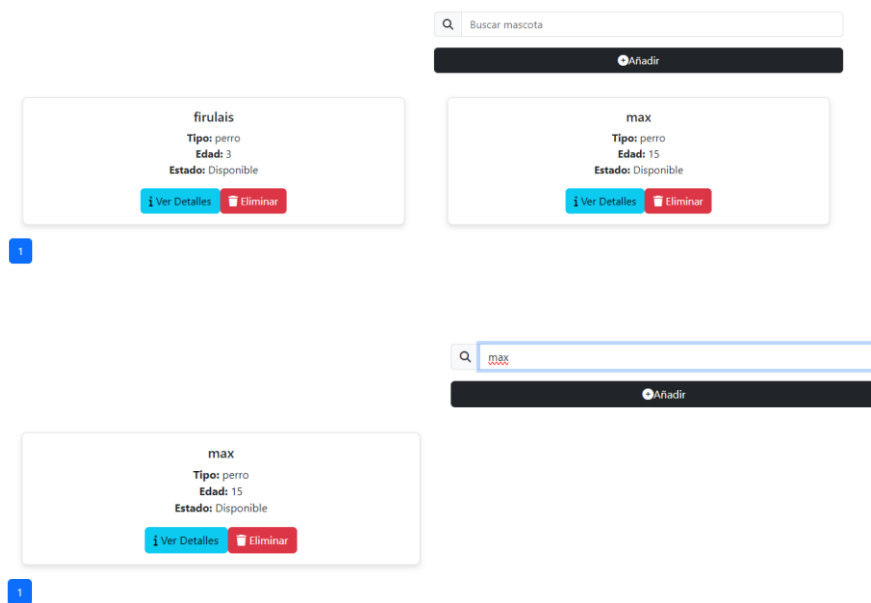 Buscar mascota
Añadir
firulais
Tipo: perro
Edad: 3
Estado: Disponible
Ver Detalles Eliminar
max
Tipo: perro
Edad: 15
Estado: Disponible
Ver Detalles Eliminar
1
max
Añadir
max
Tipo: perro
Edad: 15
Estado: Disponible
Ver Detalles Eliminar
1